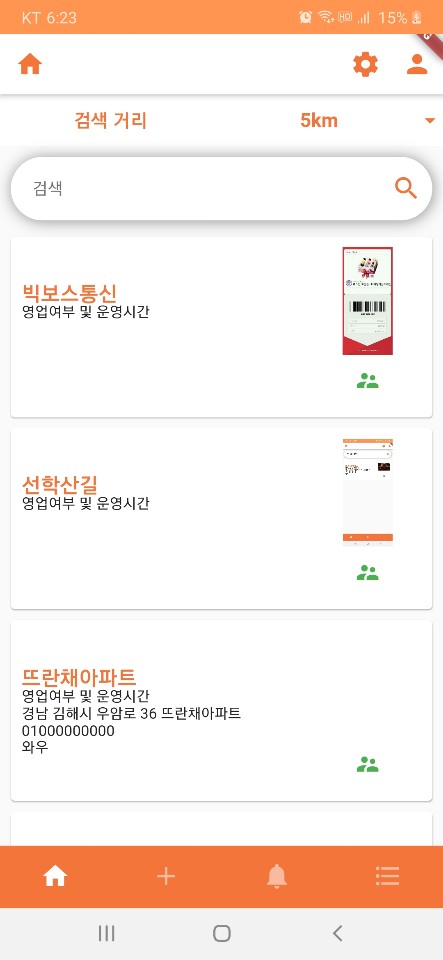 KT 6:23
15%
검색 거리
5km
검색
빅보스통신
영업여부 및 운영시간
선학산길
영업여부 및 운영시간
뜨란채아파트
영업여부 및 운영시간
경남 김해시 우암로 36 뜨란채아파트
01000000000
와우